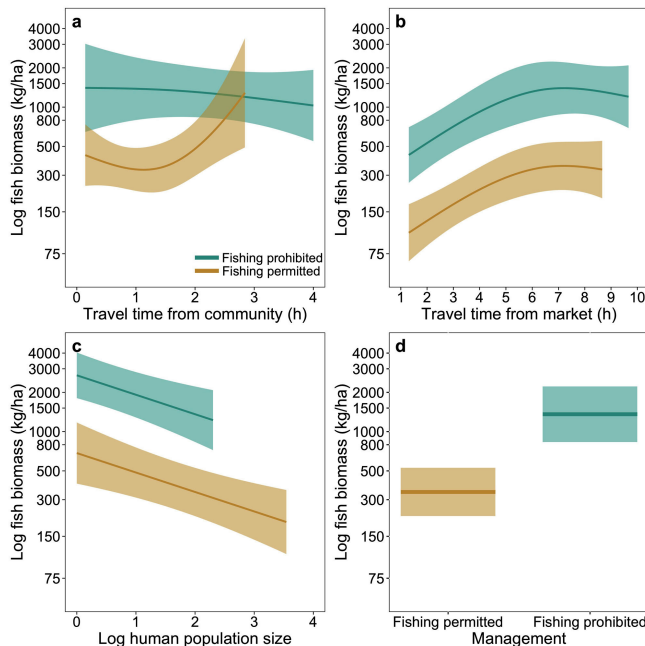 a
4000
3000
2000
1500
1000
800
500
300
150
75
Log fish biomass (kg/ha)
Fishing prohibited
Fishing permitted
0 1 2 3 4
Travel time from community (h)
b
4000
3000
2000
1500
1000
800
500
300
150
75
Log fish biomass (kg/ha)
1 2 3 4 5 6 7 8 9 10
Travel time from market (h)
c
4000
3000
2000
1500
1000
800
500
300
150
75
Log fish biomass (kg/ha)
0 1 2 3 4
Log human population size
d
4000
3000
2000
1500
1000
800
500
300
150
75
Log fish biomass (kg/ha)
Fishing permitted Fishing prohibited
Management